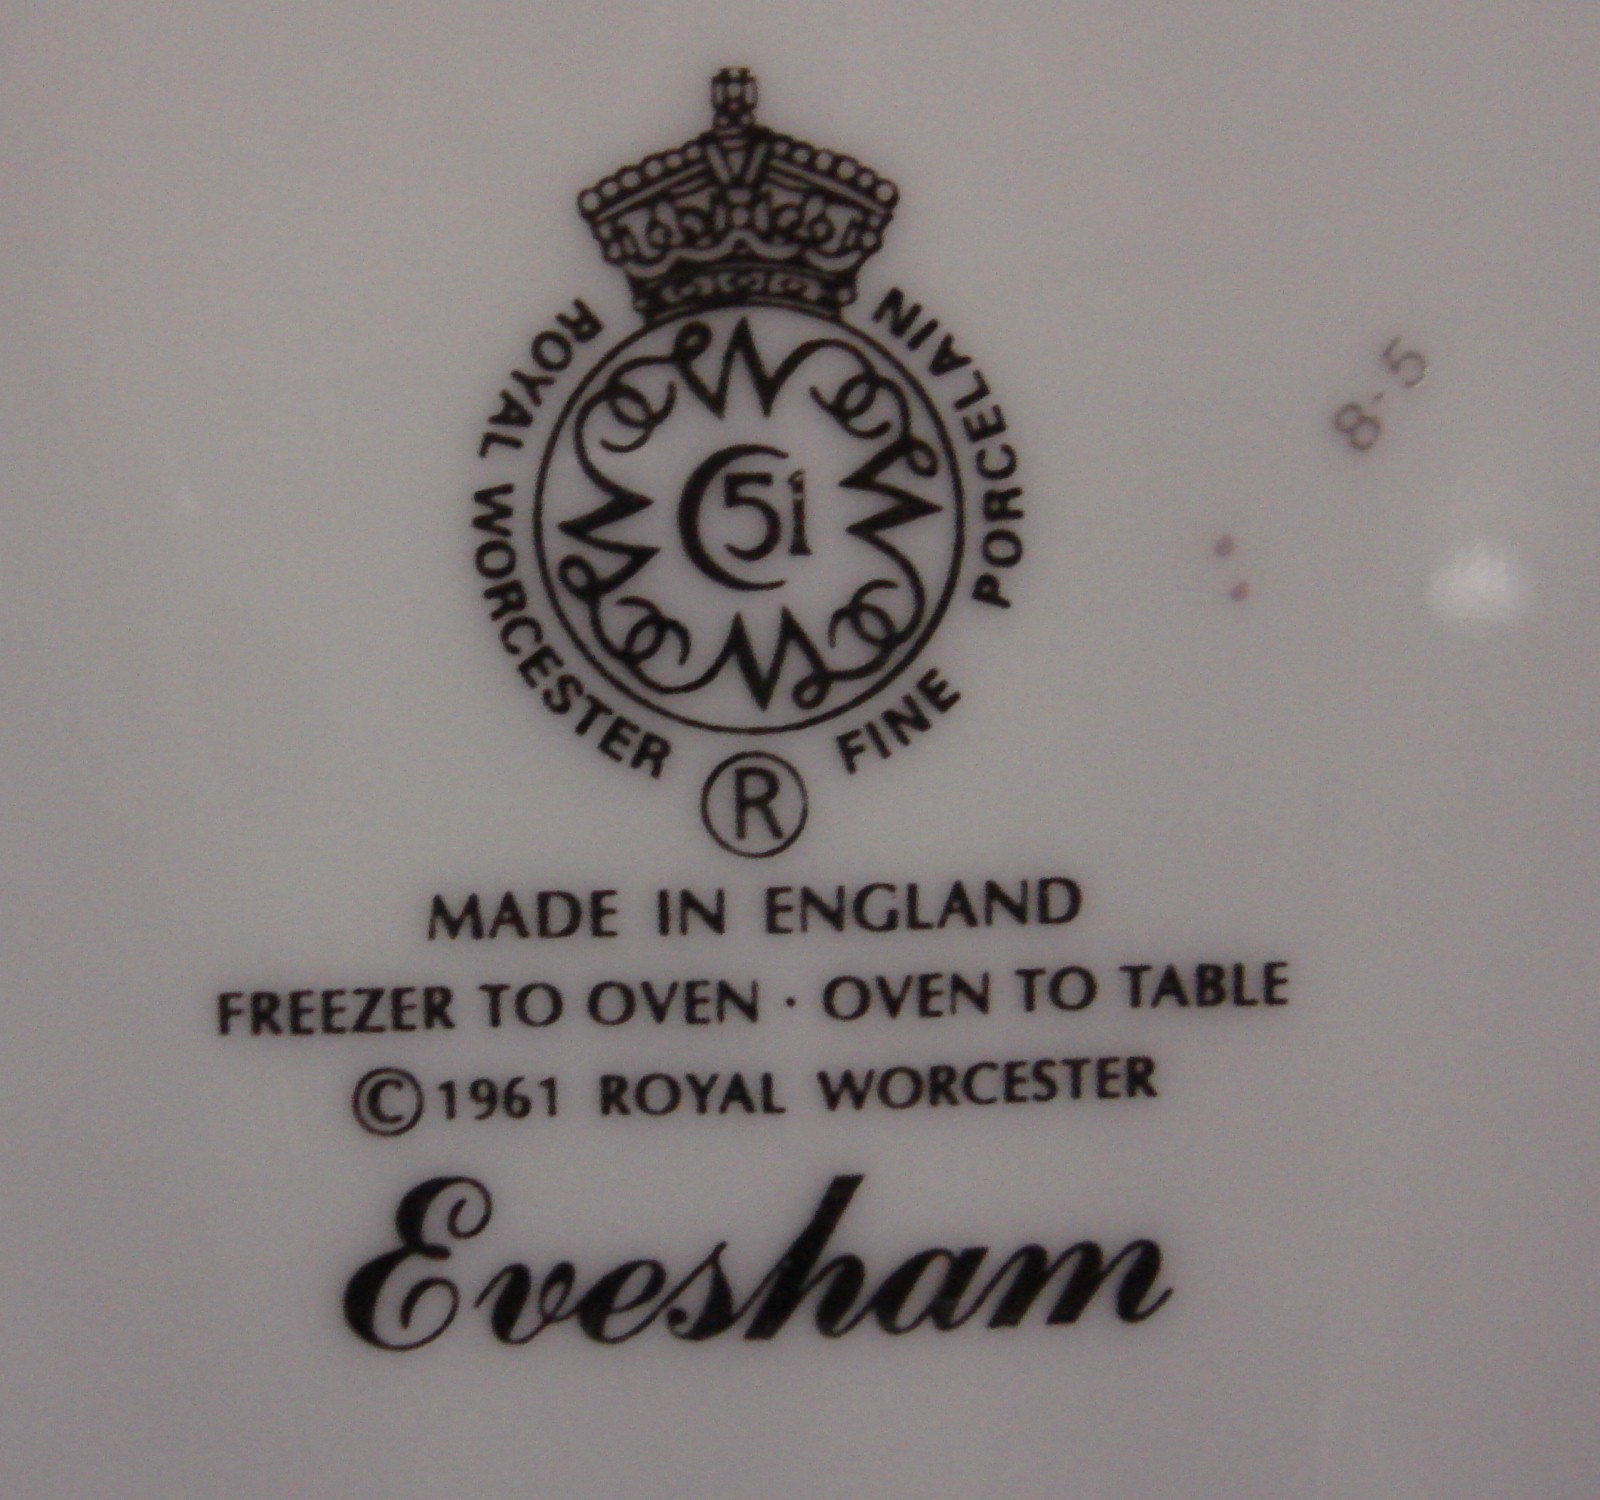 ROYAL WORCESTER FINE PORCELAIN
51
®
MADE IN ENGLAND
FREEZER TO OVEN · OVEN TO TABLE
©1961 ROYAL WORCESTER
Evesham
8-5